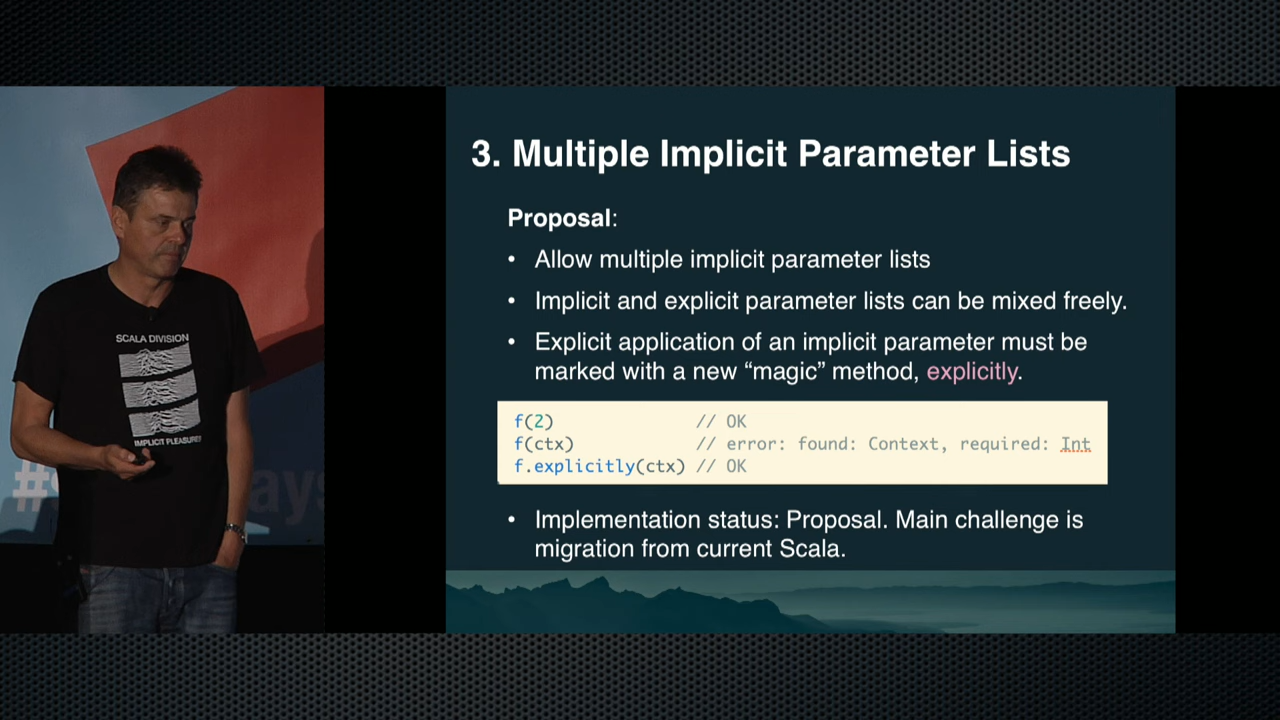 SCALA DIVISION
IMPLICIT PLEASURES
3. Multiple Implicit Parameter Lists
Proposal:
• Allow multiple implicit parameter lists
• Implicit and explicit parameter lists can be mixed freely.
• Explicit application of an implicit parameter must be
marked with a new “magic” method, explicitly.
f(2) // OK
f(ctx) // error: found: Context, required: Int
f.explicitly(ctx) // OK
• Implementation status: Proposal. Main challenge is
migration from current Scala.